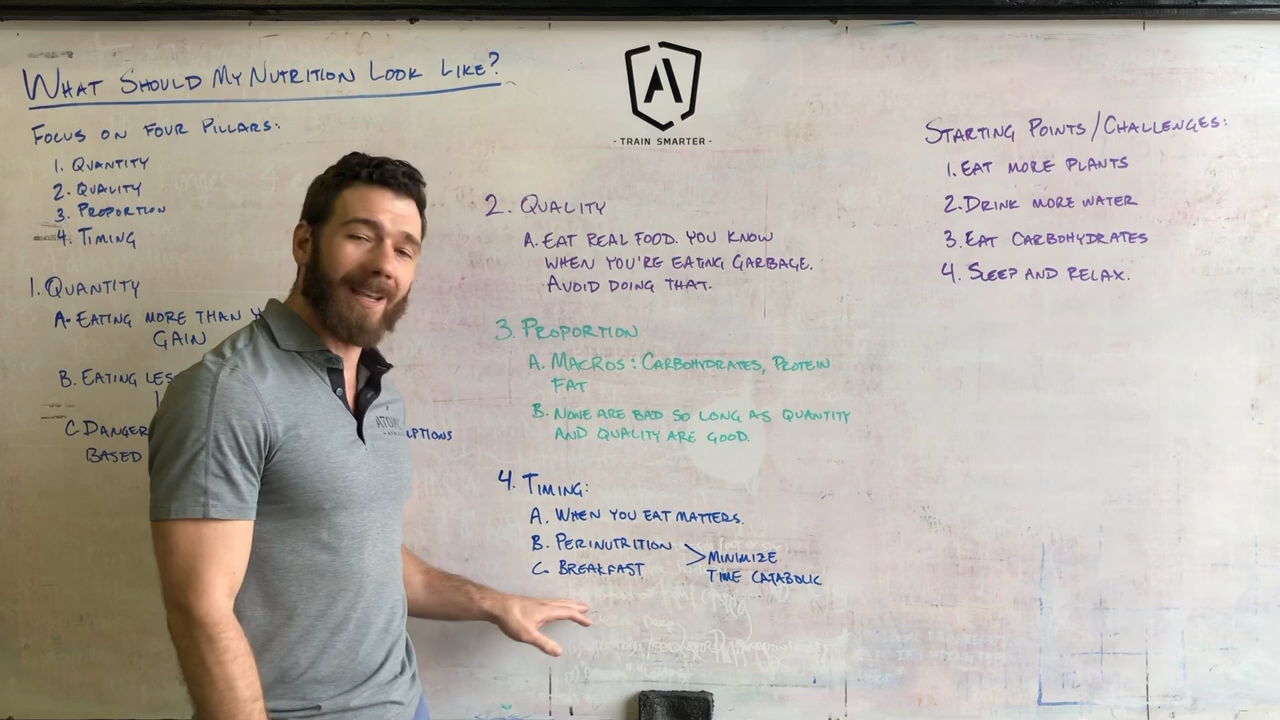 WHAT SHOULD MY NUTRITION LOOK LIKE?
FOCUS ON FOUR PILLARS:
1. QUANTITY
2. QUALITY
3. PROPORTION
4. TIMING
1. QUANTITY
A. EATING MORE THAN
GAIN
B. EATING LES
C. DANGER
BASED
- TRAIN SMARTER -
2. QUALITY
A. EAT REAL FOOD. YOU KNOW
WHEN YOU'RE EATING GARBAGE.
AVOID DOING THAT.
3. PROPORTION
A. MACROS: CARBOHYDRATES, PROTEIN
FAT
B. NONE ARE BAD SO LONG AS QUANTITY
AND QUALITY ARE GOOD.
4. TIMING:
A. WHEN YOU EAT MATTERS.
B. PERINUTRITION
C. BREAKFAST
> MINIMIZE
TIME CATABOLIC
STARTING POINTS/CHALLENGES:
1. EAT MORE PLANTS
2. DRINK MORE WATER
3. EAT CARBOHYDRATES
4. SLEEP AND RELAX.